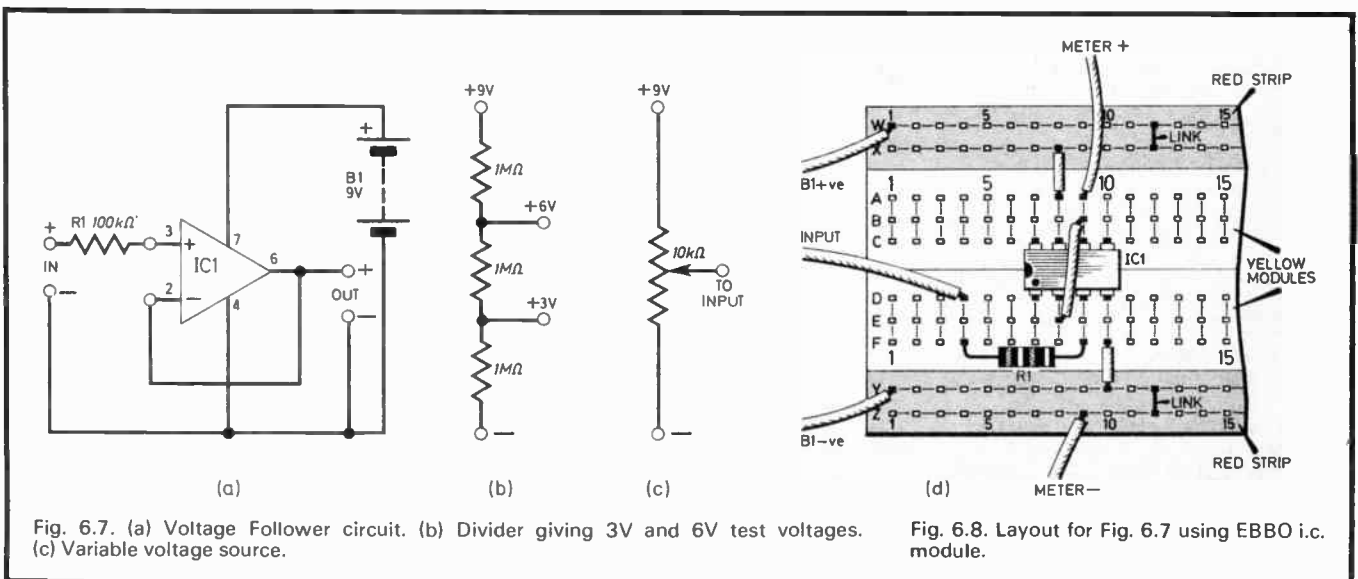 +
B1
9V
R1 100kΩ
+
IN
−
3
+
IC1
2
−
7
4
6
+
OUT
−
(a)
+9V
1MΩ
+6V
1MΩ
+3V
1MΩ
−
(b)
+9V
10kΩ
TO
INPUT
−
(c)
METER +
RED STRIP
1 5 10 15
W
X
LINK
B1+ve
1 5 10 15
A
B
C
INPUT
IC1
YELLOW
MODULES
D
E
F
1 15
R1
Y
Z
LINK
1 5 10 15
B1−ve
RED STRIP
METER−
(d)
Fig. 6.7. (a) Voltage Follower circuit. (b) Divider giving 3V and 6V test voltages.
(c) Variable voltage source.
Fig. 6.8. Layout for Fig. 6.7 using EBBO i.c.
module.